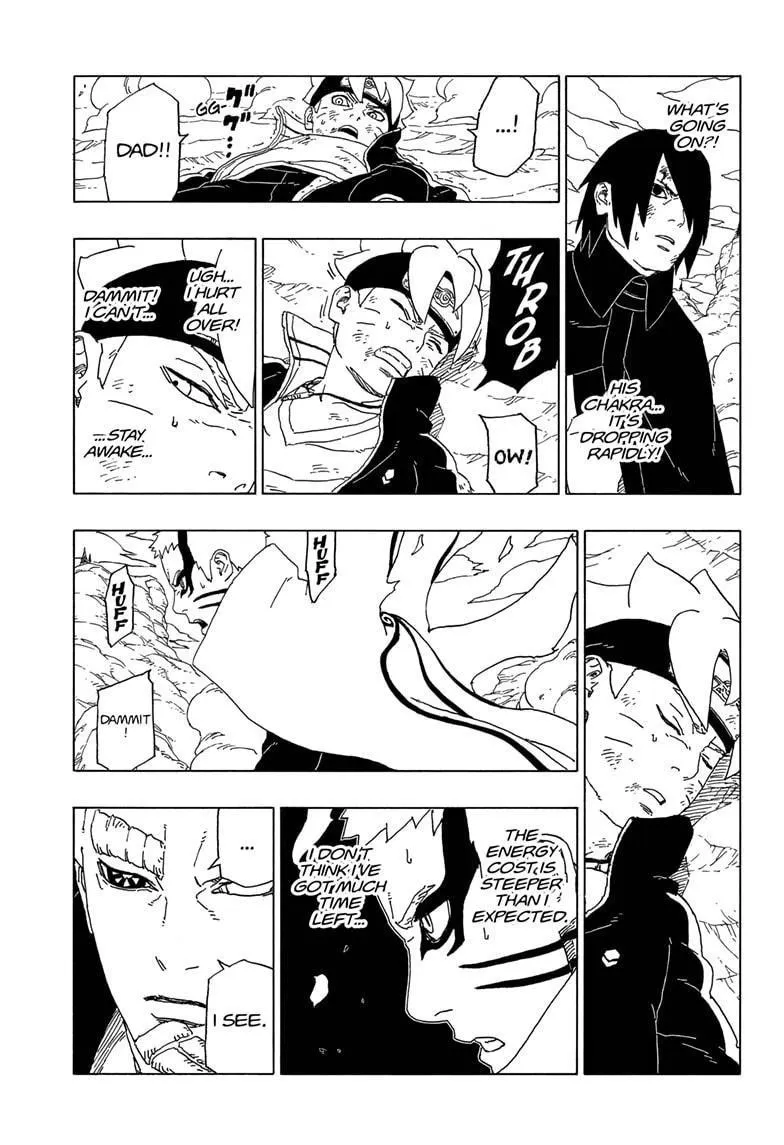 WHAT'S
GOING
ON?!
HIS
CHAKRA...
IT'S
DROPPING
RAPIDLY!
...!
GG-
グ
グ
...
DAD!!
THROB
OW!
UGH...
I HURT
ALL
OVER!
DAMMIT!
I CAN'T...
...STAY
AWAKE...
HUFF
HUFF
DAMMIT
!
THE
ENERGY
COST IS
STEEPER
THAN I
EXPECTED.
I DON'T
THINK I'VE
GOT MUCH
TIME
LEFT...
...
I SEE.